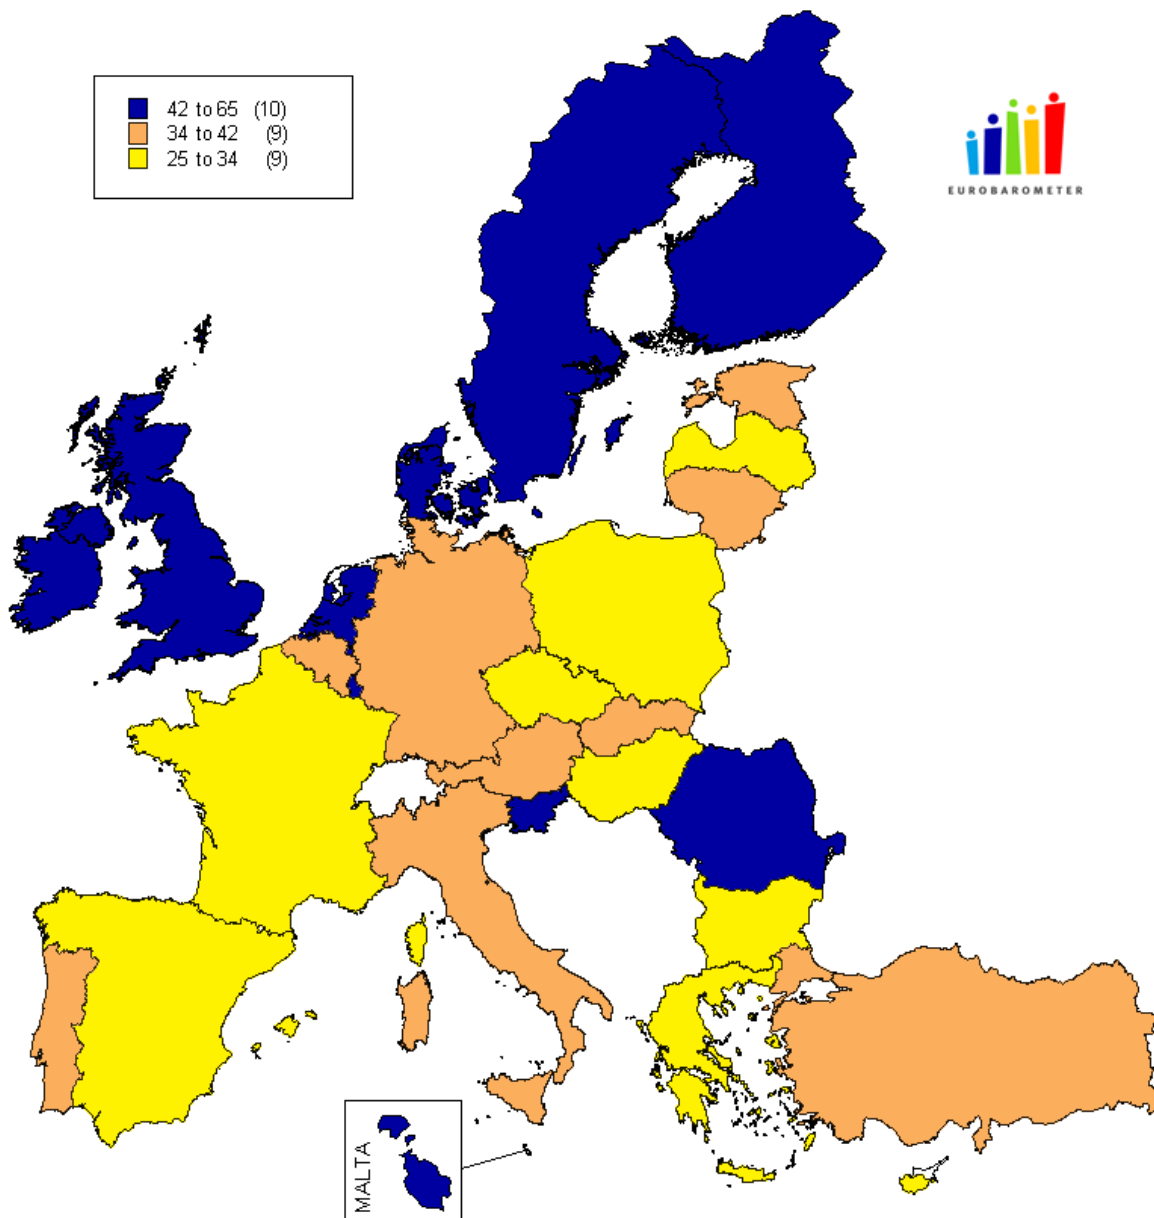 42 to 65 (10)
34 to 42 (9)
25 to 34 (9)
EUROBAROMETER
MALTA